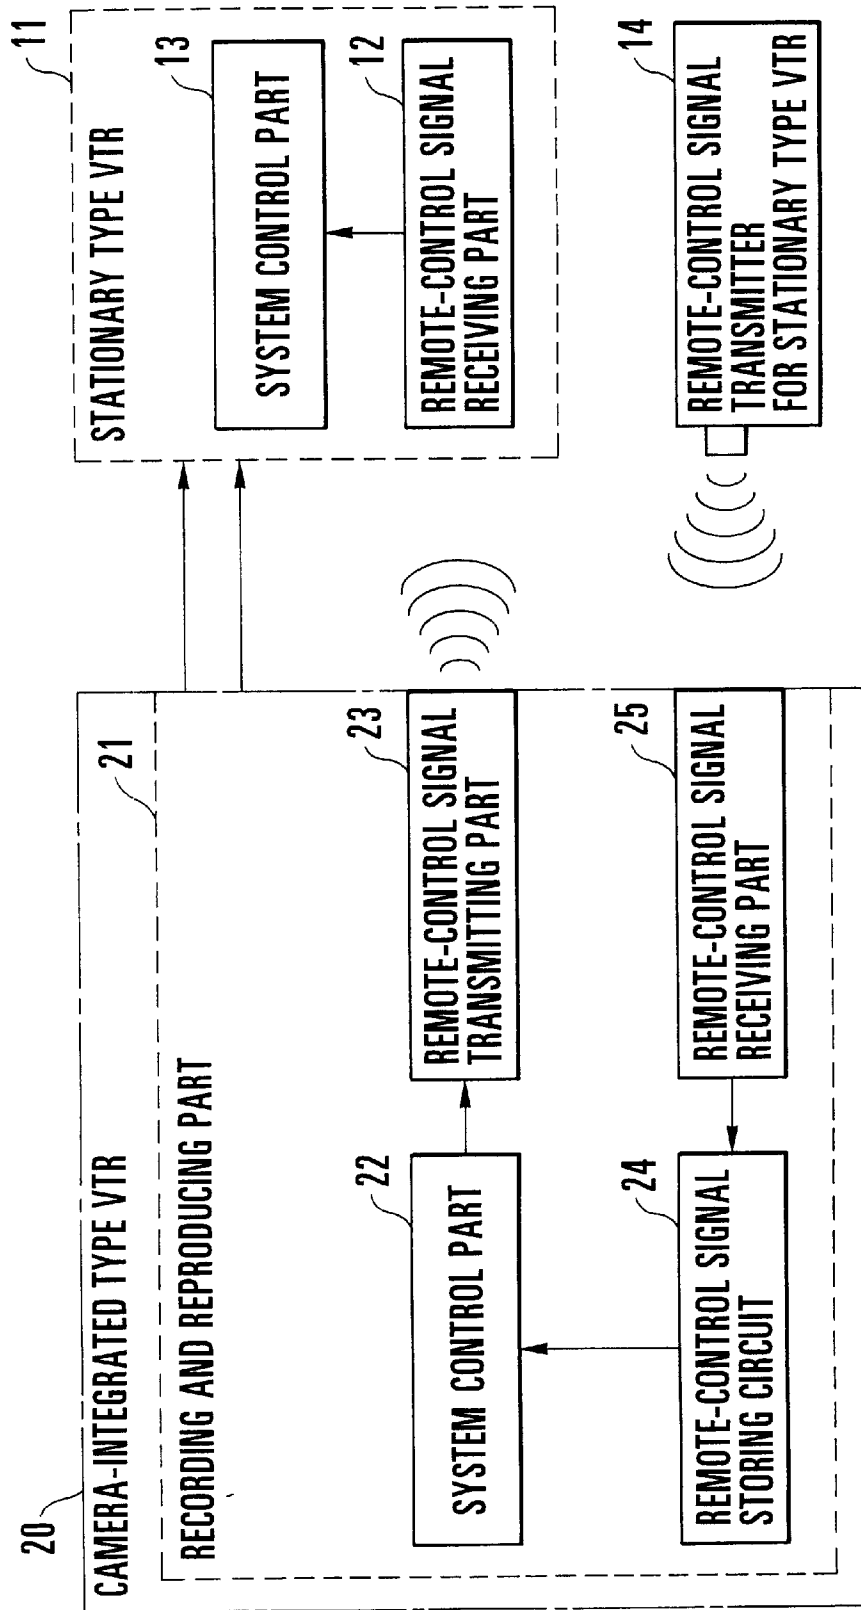 20
CAMERA-INTEGRATED TYPE VTR
21
RECORDING AND REPRODUCING PART
22
SYSTEM CONTROL PART
23
REMOTE-CONTROL SIGNAL
TRANSMITTING PART
24
REMOTE-CONTROL SIGNAL
STORING CIRCUIT
25
REMOTE-CONTROL SIGNAL
RECEIVING PART
11
STATIONARY TYPE VTR
13
SYSTEM CONTROL PART
12
REMOTE-CONTROL SIGNAL
RECEIVING PART
14
REMOTE-CONTROL SIGNAL
TRANSMITTER
FOR STATIONARY TYPE VTR